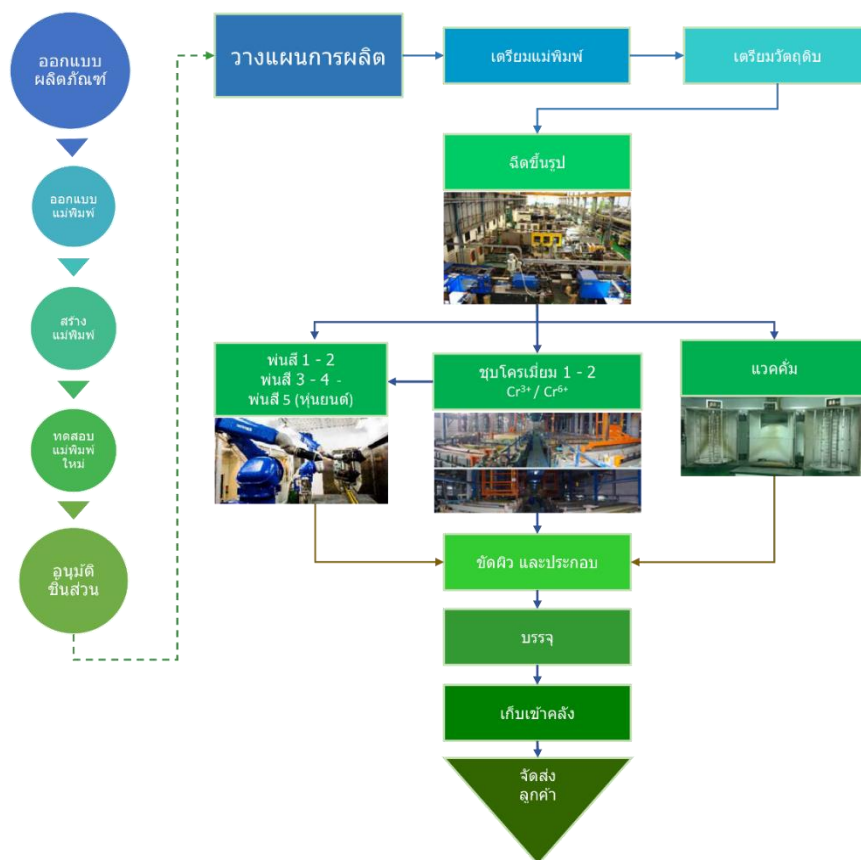 ออกแบบ
ผลิตภัณฑ์
ออกแบบ
แม่พิมพ์
สร้าง
แม่พิมพ์
ทดสอบ
แม่พิมพ์
ใหม่
อนุมัติ
ชิ้นส่วน
วางแผนการผลิต
เตรียมแม่พิมพ์
เตรียมวัตถุดิบ
ฉีดขึ้นรูป
พ่นสี 1 - 2
พ่นสี 3 - 4 -
พ่นสี 5 (หุ่นยนต์)
ชุบโครเมี่ยม 1 - 2
Cr³⁺ / Cr⁶⁺
แวคคั่ม
ขัดผิว และประกอบ
บรรจุ
เก็บเข้าคลัง
จัดส่ง
ลูกค้า